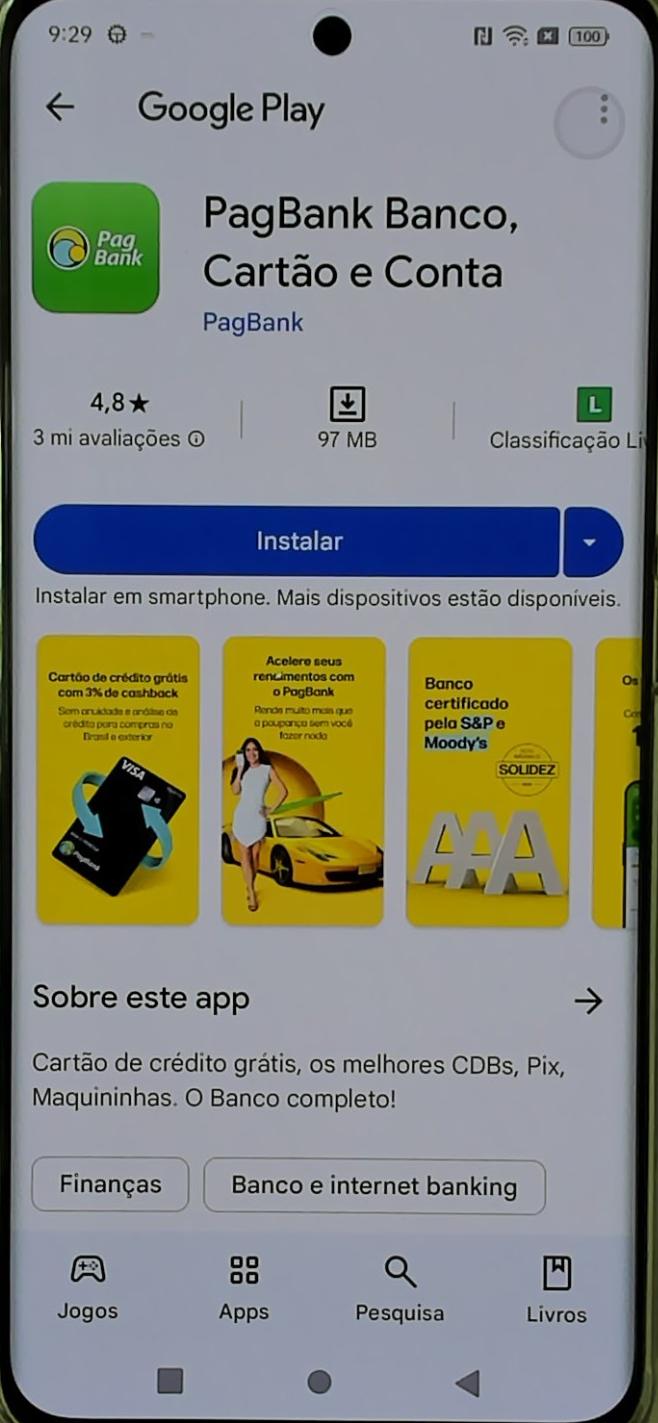 9:29
100
Google Play
Pag
Bank
PagBank Banco,
Cartão e Conta
PagBank
4,8★
3 mi avaliações
97 MB
L
Classificação Li
Instalar
Instalar em smartphone. Mais dispositivos estão disponíveis.
Cartão de crédito grátis
com 3% de cashback
Sem anuidade e análise de
crédito para compras no
Brasil e exterior
VISA
PagBank
Acelere seus
rendimentos com
o PagBank
Rende muito mais que
a poupança sem você
fazer nada
Banco
certificado
pela S&P e
Moody's
SOLIDEZ
AAA
Os
Sobre este app
Cartão de crédito grátis, os melhores CDBs, Pix,
Maquininhas. O Banco completo!
Finanças
Banco e internet banking
Jogos
Apps
Pesquisa
Livros